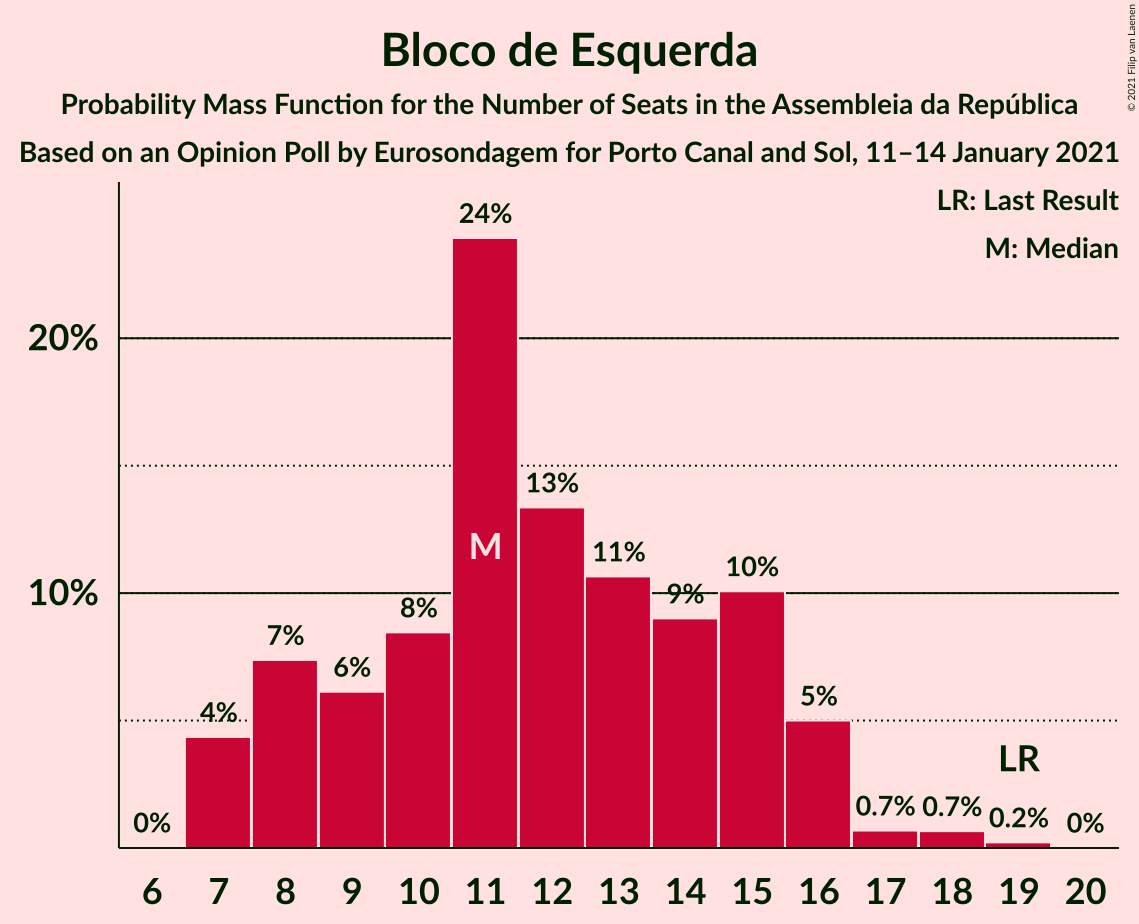 Bloco de Esquerda
Probability Mass Function for the Number of Seats in the Assembleia da República
Based on an Opinion Poll by Eurosondagem for Porto Canal and Sol, 11–14 January 2021
© 2021 Filip van Laenen
LR: Last Result
M: Median
24%
20%
13%
M
11%
10%
10%
9%
8%
7%
6%
5%
4%
LR
0%
0.7%
0.7%
0.2%
0%
6 7 8 9 10 11 12 13 14 15 16 17 18 19 20